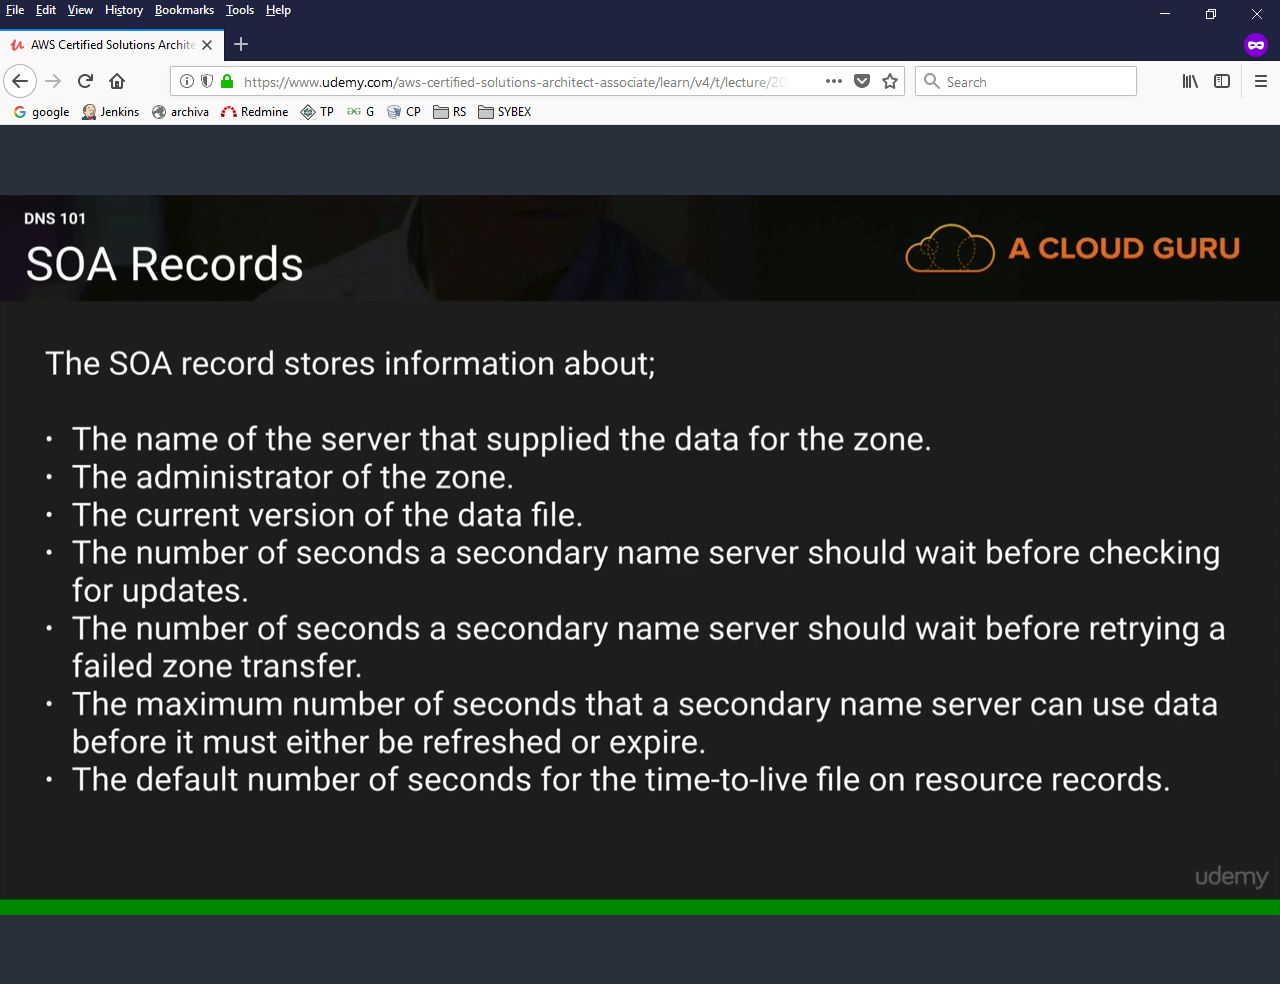 File Edit View History Bookmarks Tools Help
AWS Certified Solutions Archite
https://www.udemy.com/aws-certified-solutions-architect-associate/learn/v4/t/lecture/20
Search
google Jenkins archiva Redmine TP G CP RS SYBEX
DNS 101
SOA Records
A CLOUD GURU
The SOA record stores information about;
· The name of the server that supplied the data for the zone.
· The administrator of the zone.
· The current version of the data file.
· The number of seconds a secondary name server should wait before checking
for updates.
· The number of seconds a secondary name server should wait before retrying a
failed zone transfer.
· The maximum number of seconds that a secondary name server can use data
before it must either be refreshed or expire.
· The default number of seconds for the time-to-live file on resource records.
udemy